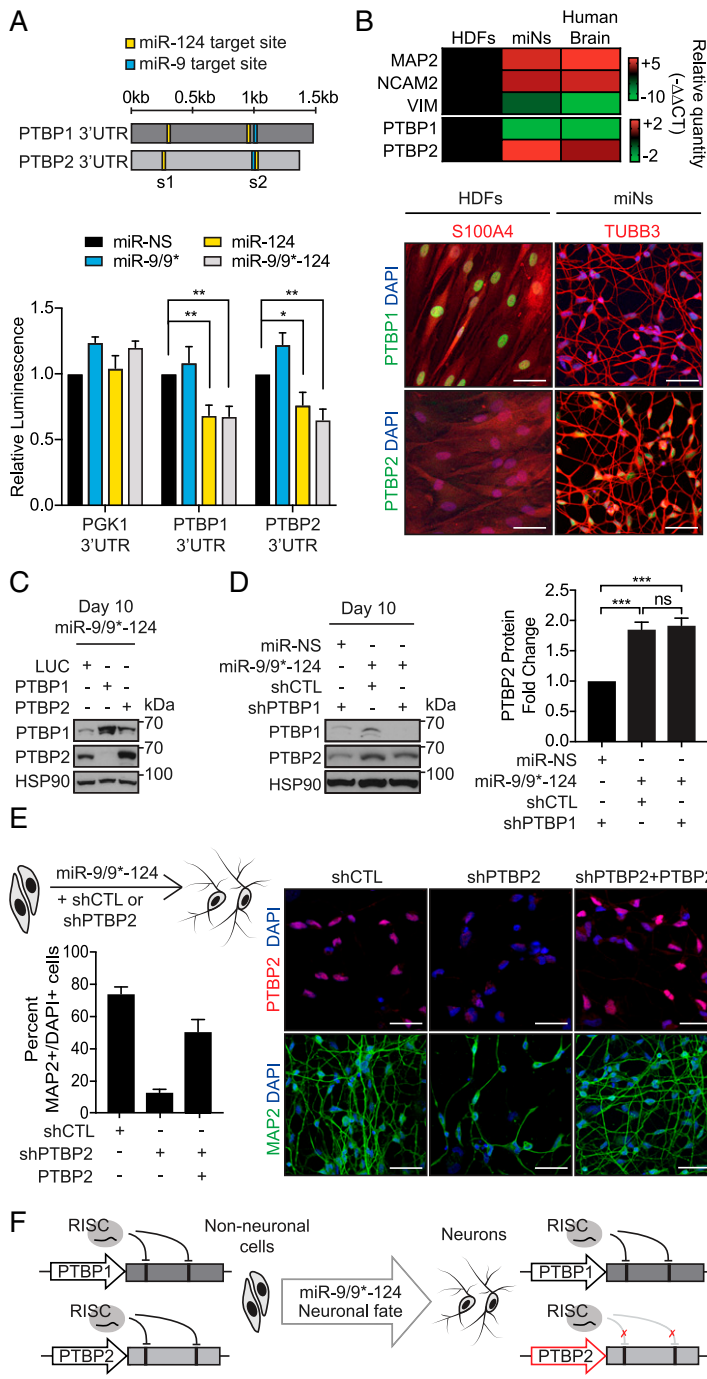 A
miR-124 target site
miR-9 target site
0kb 0.5kb 1kb 1.5kb
PTBP1 3'UTR
PTBP2 3'UTR
s1 s2
miR-NS miR-124
miR-9/9* miR-9/9*-124
Relative Luminescence
1.5
1.0
0.5
0.0
** ** * **
PGK1 3'UTR
PTBP1 3'UTR
PTBP2 3'UTR
B
HDFs miNs Human Brain
MAP2
NCAM2
VIM
PTBP1
PTBP2
+5
-10
+2
-2
Relative quantity
(-ΔΔCT)
HDFs miNs
S100A4 TUBB3
PTBP1 DAPI
PTBP2 DAPI
C
Day 10
miR-9/9*-124
LUC + - -
PTBP1 - + -
PTBP2 - - + kDa
PTBP1 70
PTBP2 70
HSP90 100
D
Day 10
miR-NS + - -
miR-9/9*-124 - + +
shCTL - + -
shPTBP1 + - + kDa
PTBP1 70
PTBP2 70
HSP90 100
PTBP2 Protein
Fold Change
2.5
2.0
1.5
1.0
0.5
0.0
***
*** ns
miR-NS + - -
miR-9/9*-124 - + +
shCTL - + -
shPTBP1 + - +
E
miR-9/9*-124
+ shCTL or
shPTBP2
Percent
MAP2+/DAPI+ cells
100
80
60
40
20
0
shCTL + - -
shPTBP2 - + +
PTBP2 - - +
shCTL shPTBP2 shPTBP2+PTBP2
PTBP2 DAPI
MAP2 DAPI
F
RISC
PTBP1
RISC
PTBP2
Non-neuronal
cells
miR-9/9*-124
Neuronal fate
Neurons
RISC
PTBP1
RISC
x x
PTBP2